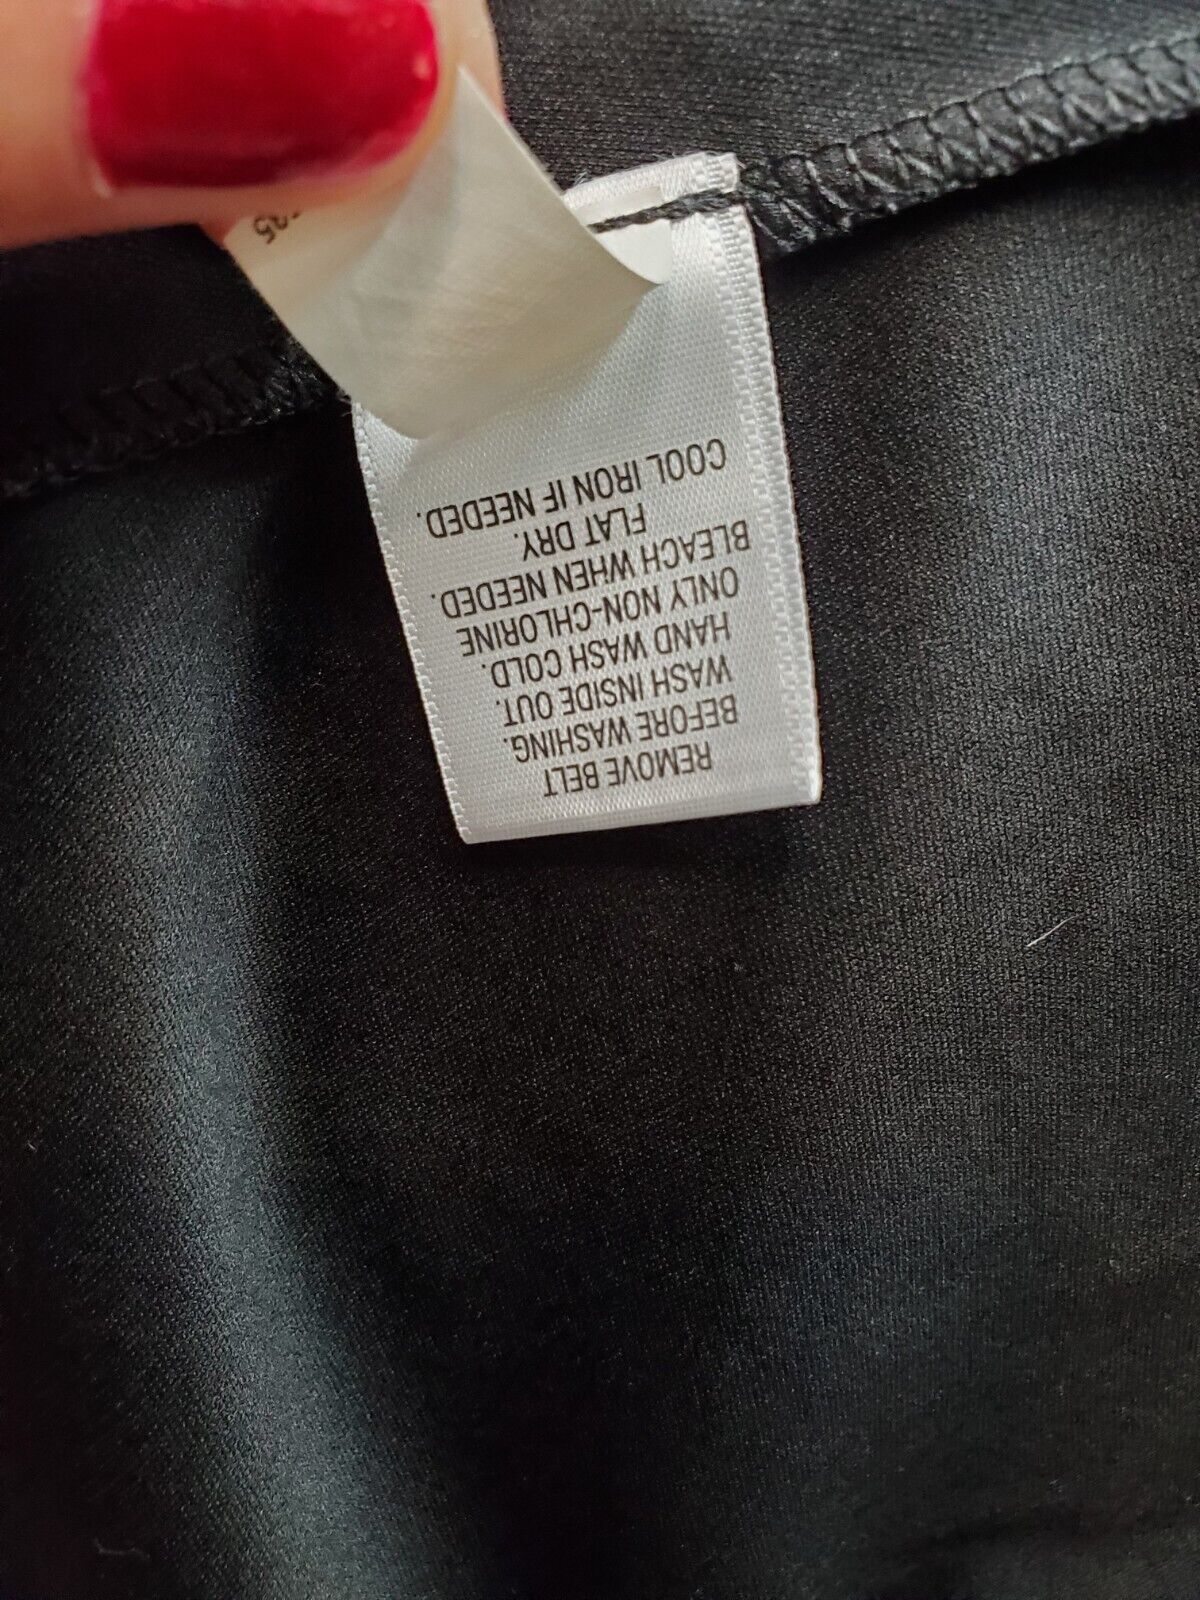 REMOVE BELT
BEFORE WASHING.
WASH INSIDE OUT.
HAND WASH COLD.
ONLY NON-CHLORINE
BLEACH WHEN NEEDED.
FLAT DRY.
COOL IRON IF NEEDED.